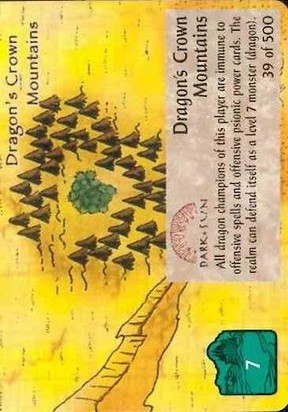 Dragon's Crown
Mountains
Dragon's Crown
Mountains
DARK • SUN
All dragon champions of this player are immune to
offensive spells and offensive psionic power cards. The
realm can defend itself as a level 7 monster (dragon).
39 of 500
7